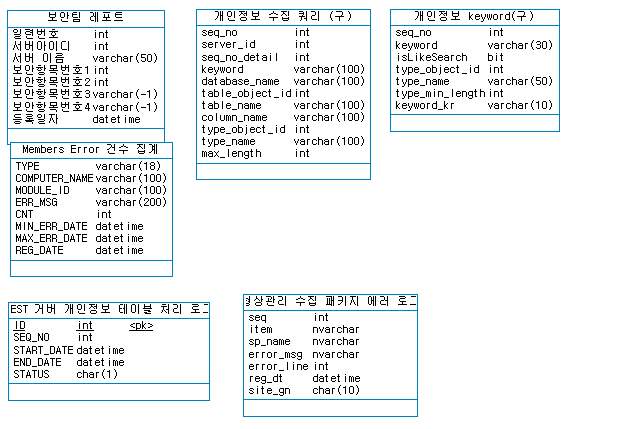 보안팀 레포트
일련번호 int
서버아이디 int
서버 이름 varchar(50)
보안항목번호1 int
보안항목번호2 int
보안항목번호3 varchar(-1)
보안항목번호4 varchar(-1)
등록일자 datetime
개인정보 수집 쿼리 (구)
seq_no int
server_id int
seq_no_detail int
keyword varchar(100)
database_name varchar(100)
table_object_id int
table_name varchar(100)
column_name varchar(100)
type_object_id int
type_name varchar(100)
max_length int
개인정보 keyword(구)
seq_no int
keyword varchar(30)
isLikeSearch bit
type_object_id int
type_name varchar(50)
type_min_length int
keyword_kr varchar(10)
Members Error 건수 집계
TYPE varchar(18)
COMPUTER_NAME varchar(100)
MODULE_ID varchar(100)
ERR_MSG varchar(200)
CNT int
MIN_ERR_DATE datetime
MAX_ERR_DATE datetime
REG_DATE datetime
EST 거버 개인정보 테이블 처리 로그
ID int <pk>
SEQ_NO int
START_DATE datetime
END_DATE datetime
STATUS char(1)
형상관리 수집 패키지 에러 로그
seq int
item nvarchar
sp_name nvarchar
error_msg nvarchar
error_line int
reg_dt datetime
site_gn char(10)